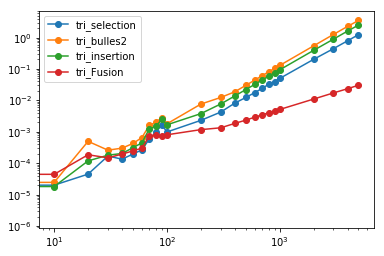 tri_selection
tri_bulles2
tri_insertion
tri_Fusion
10⁰
10⁻¹
10⁻²
10⁻³
10⁻⁴
10⁻⁵
10⁻⁶
10¹ 10² 10³